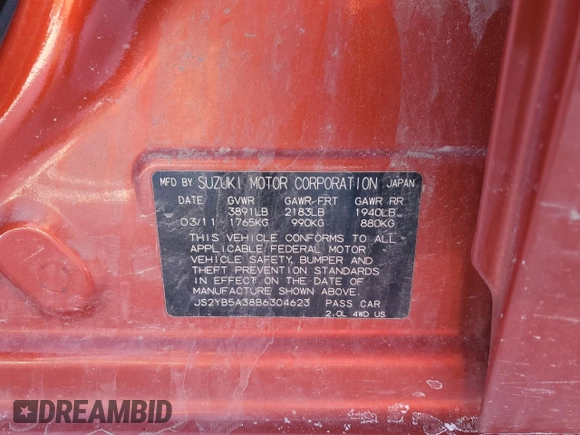 MFD BY SUZUKI MOTOR CORPORATION JAPAN
DATE GVWR GAWR-FRT GAWR RR
3891LB 2183LB 1940LB
03/11 1765KG 990KG 880KG
THIS VEHICLE CONFORMS TO ALL
APPLICABLE FEDERAL MOTOR
VEHICLE SAFETY, BUMPER AND
THEFT PREVENTION STANDARDS
IN EFFECT ON THE DATE OF
MANUFACTURE SHOWN ABOVE.
JS2YB5A38B6304623 PASS CAR
2.0L 4WD US
DREAMBID